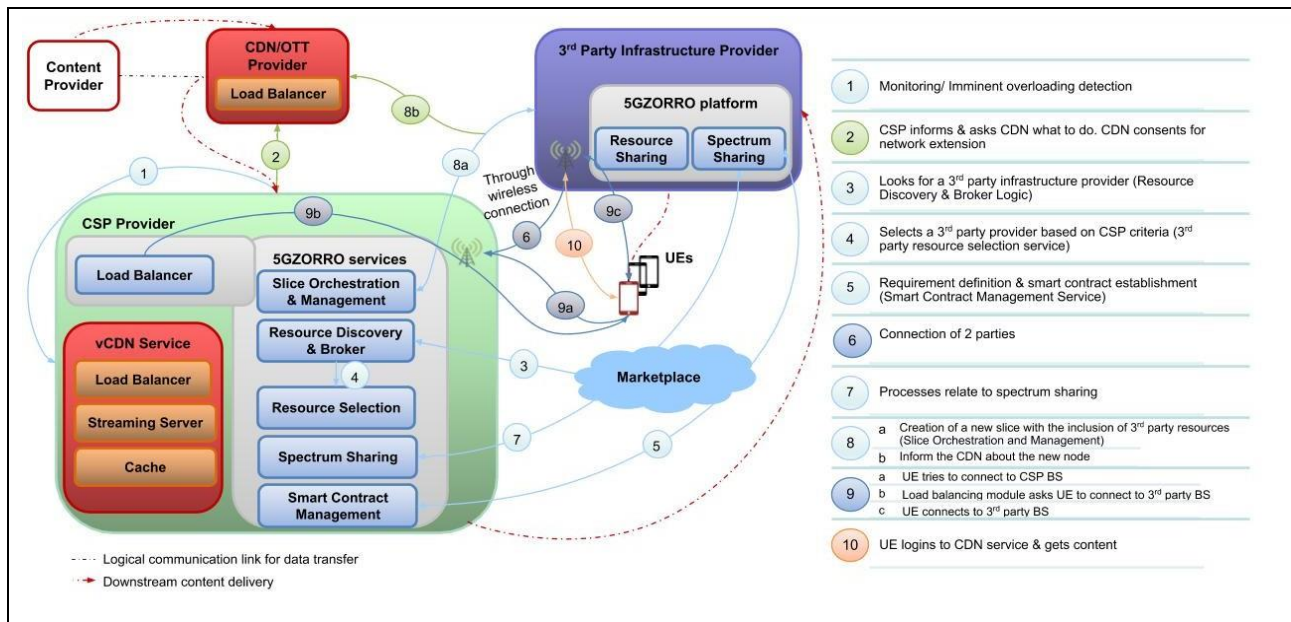 Content
Provider
CDN/OTT
Provider
Load Balancer
3rd Party Infrastructure Provider
5GZORRO platform
Resource
Sharing
Spectrum
Sharing
8b
8a
2
1
Through
wireless
connection
9c
6
10
UEs
9b
9a
CSP Provider
Load Balancer
5GZORRO services
Slice Orchestration
& Management
Resource Discovery
& Broker
4
3
Resource Selection
Spectrum Sharing
7
Smart Contract
Management
5
Marketplace
vCDN Service
Load Balancer
Streaming Server
Cache
Logical communication link for data transfer
Downstream content delivery
1 Monitoring/ Imminent overloading detection
2 CSP informs & asks CDN what to do. CDN consents for
network extension
3 Looks for a 3rd party infrastructure provider (Resource
Discovery & Broker Logic)
4 Selects a 3rd party provider based on CSP criteria (3rd
party resource selection service)
5 Requirement definition & smart contract establishment
(Smart Contract Management Service)
6 Connection of 2 parties
7 Processes relate to spectrum sharing
8 a Creation of a new slice with the inclusion of 3rd party resources
(Slice Orchestration and Management)
b Inform the CDN about the new node
9 a UE tries to connect to CSP BS
b Load balancing module asks UE to connect to 3rd party BS
c UE connects to 3rd party BS
10 UE logins to CDN service & gets content